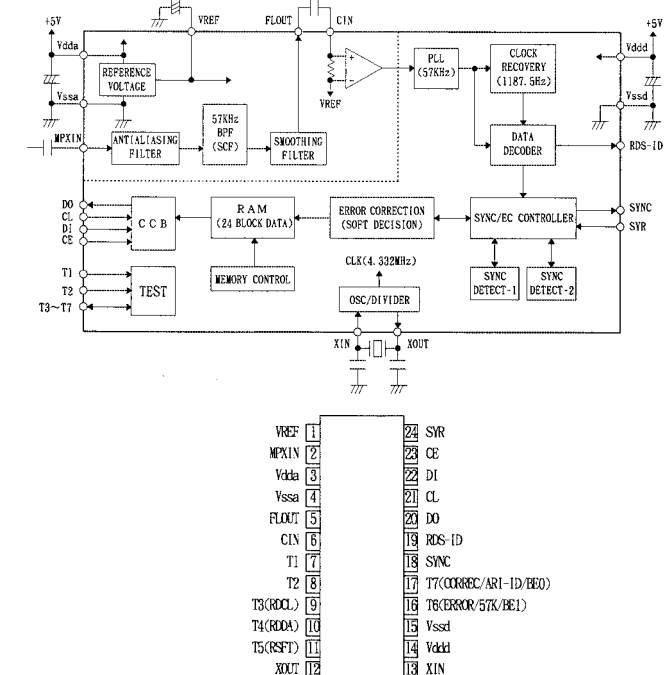 VREF
FLOUT
CIN
+5V
+5V
Vdda
REFERENCE
VOLTAGE
Vssa
+
-
VREF
PLL
(57KHz)
CLOCK
RECOVERY
(1187.5Hz)
Vddd
Vssd
MPXIN
ANTIALIASING
FILTER
57KHz
BPF
(SCF)
SMOOTHING
FILTER
DATA
DECODER
RDS-ID
DO
CL
DI
CE
CCB
RAM
(24 BLOCK DATA)
ERROR CORRECTION
(SOFT DECISION)
SYNC/EC CONTROLLER
SYNC
SYR
T1
T2
T3~T7
TEST
MEMORY CONTROL
CLK(4.332MHz)
OSC/DIVIDER
SYNC
DETECT-1
SYNC
DETECT-2
XIN
XOUT
VREF 1
24 SYR
MPXIN 2
23 CE
Vdda 3
22 DI
Vssa 4
21 CL
FLOUT 5
20 DO
CIN 6
19 RDS-ID
T1 7
18 SYNC
T2 8
17 T7(CORREC/ARI-ID/BE0)
T3(RDCL) 9
16 T6(ERROR/57K/BE1)
T4(RDDA) 10
15 Vssd
T5(RSFT) 11
14 Vddd
XOUT 12
13 XIN